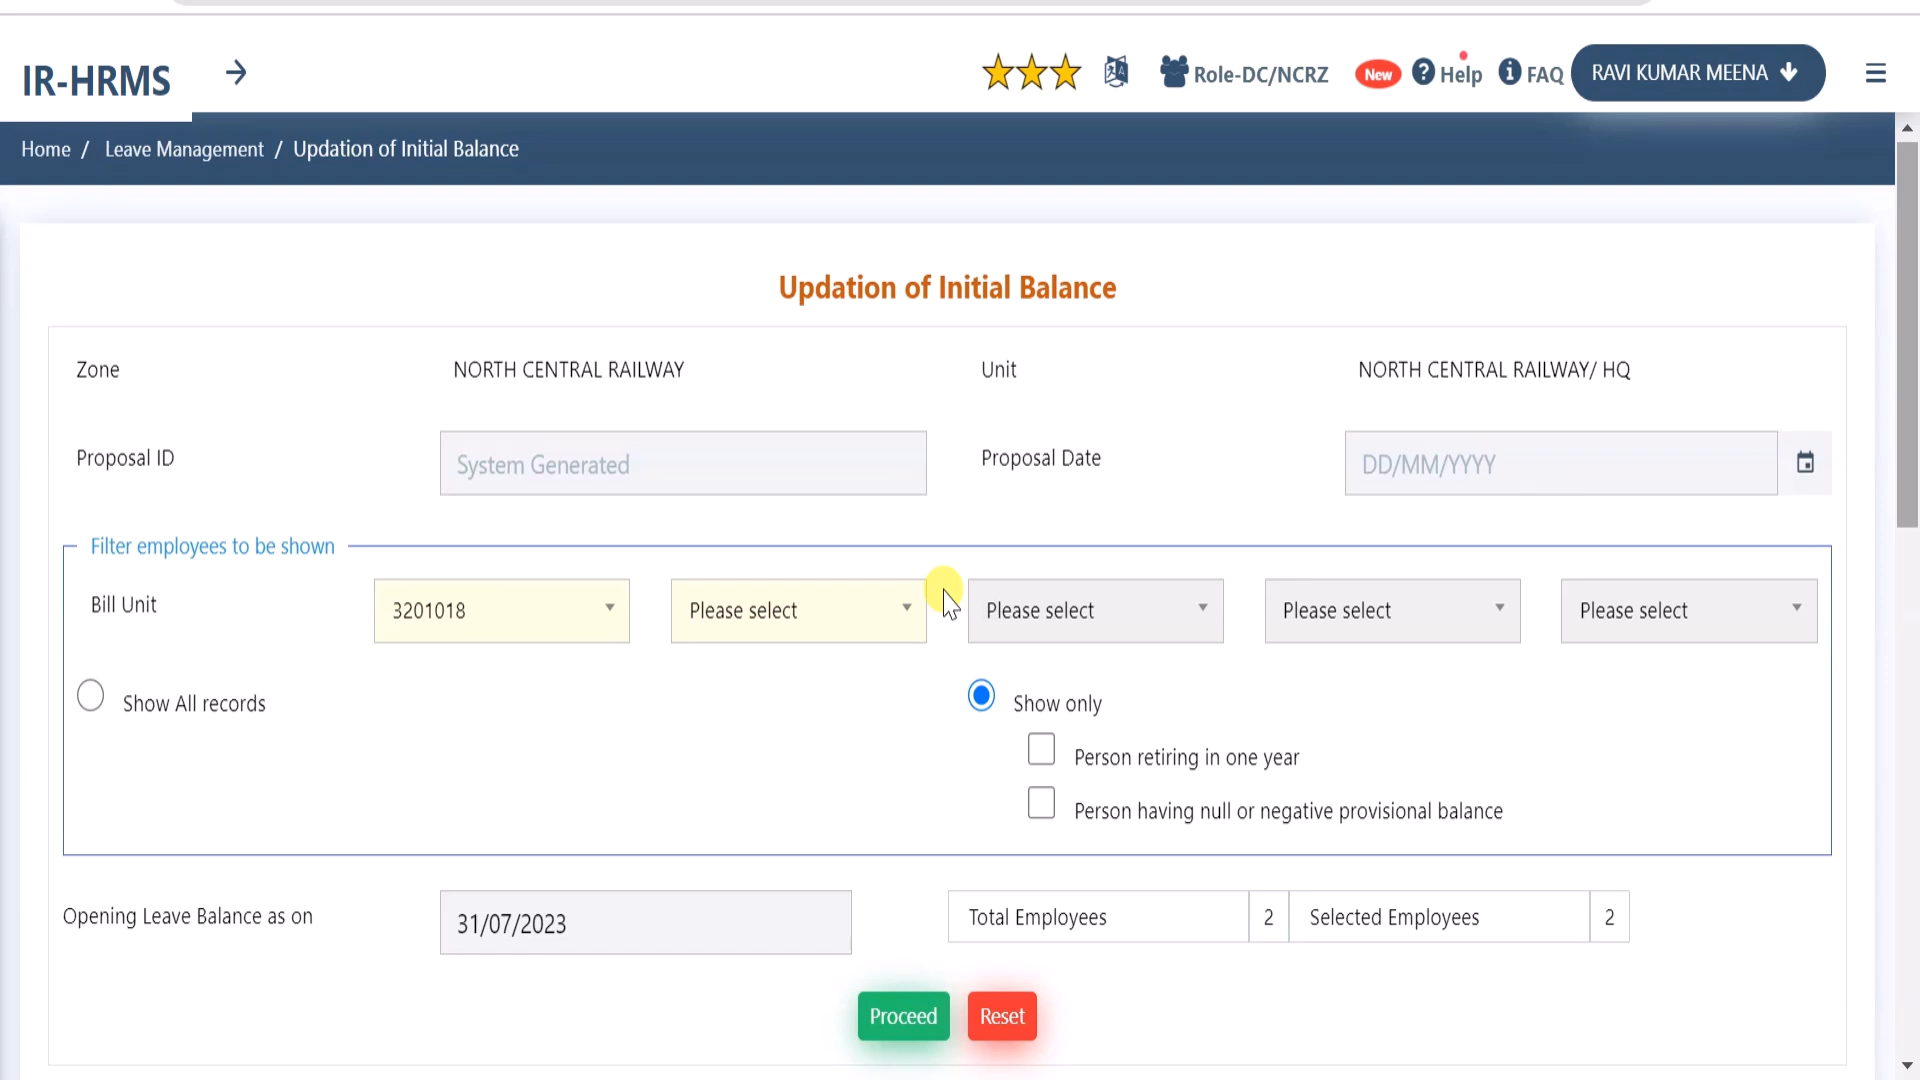 IR-HRMS
Role-DC/NCRZ New Help FAQ RAVI KUMAR MEENA
Home / Leave Management / Updation of Initial Balance
Updation of Initial Balance
Zone NORTH CENTRAL RAILWAY Unit NORTH CENTRAL RAILWAY/ HQ
Proposal ID System Generated Proposal Date DD/MM/YYYY
Filter employees to be shown
Bill Unit 3201018 Please select Please select Please select Please select
Show All records Show only
Person retiring in one year
Person having null or negative provisional balance
Opening Leave Balance as on 31/07/2023 Total Employees 2 Selected Employees 2
Proceed Reset